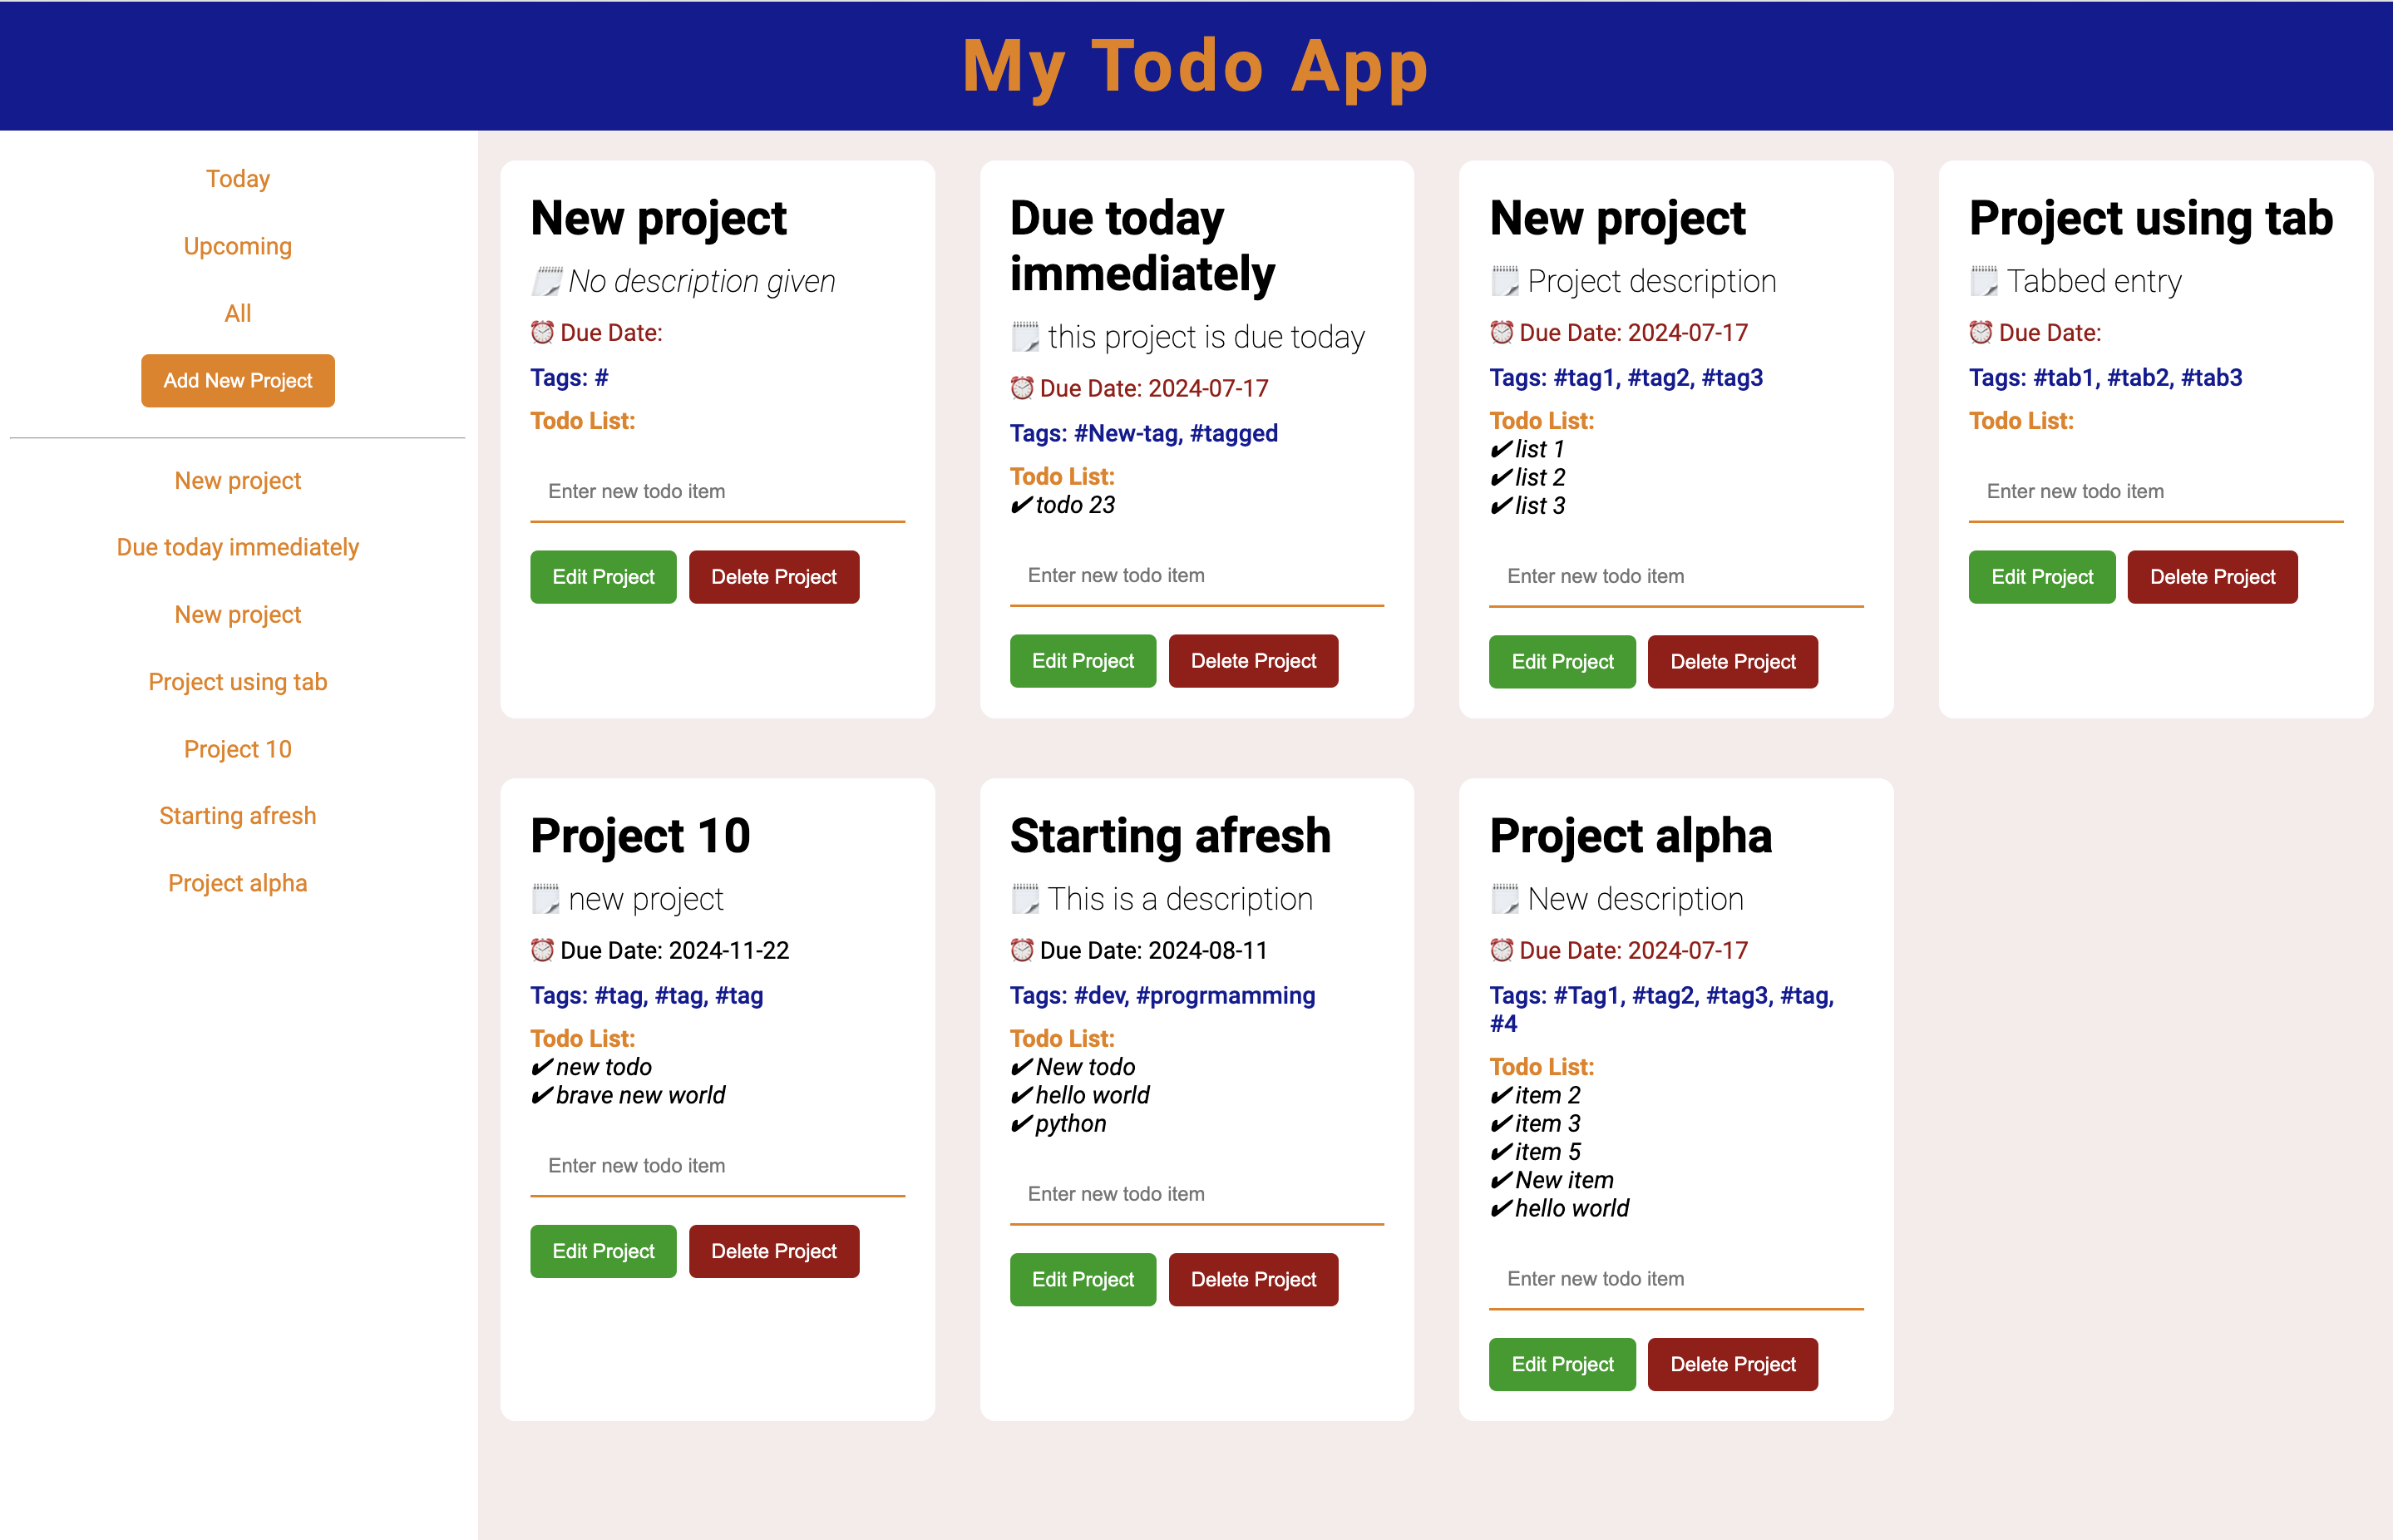 My Todo App
Today
Upcoming
All
Add New Project
New project
Due today immediately
New project
Project using tab
Project 10
Starting afresh
Project alpha
New project
No description given
Due Date:
Tags: #
Todo List:
Enter new todo item
Edit Project
Delete Project
Due today
immediately
this project is due today
Due Date: 2024-07-17
Tags: #New-tag, #tagged
Todo List:
✔ todo 23
Enter new todo item
Edit Project
Delete Project
New project
Project description
Due Date: 2024-07-17
Tags: #tag1, #tag2, #tag3
Todo List:
✔ list 1
✔ list 2
✔ list 3
Enter new todo item
Edit Project
Delete Project
Project using tab
Tabbed entry
Due Date:
Tags: #tab1, #tab2, #tab3
Todo List:
Enter new todo item
Edit Project
Delete Project
Project 10
new project
Due Date: 2024-11-22
Tags: #tag, #tag, #tag
Todo List:
✔ new todo
✔ brave new world
Enter new todo item
Edit Project
Delete Project
Starting afresh
This is a description
Due Date: 2024-08-11
Tags: #dev, #progrmamming
Todo List:
✔ New todo
✔ hello world
✔ python
Enter new todo item
Edit Project
Delete Project
Project alpha
New description
Due Date: 2024-07-17
Tags: #Tag1, #tag2, #tag3, #tag,
#4
Todo List:
✔ item 2
✔ item 3
✔ item 5
✔ New item
✔ hello world
Enter new todo item
Edit Project
Delete Project